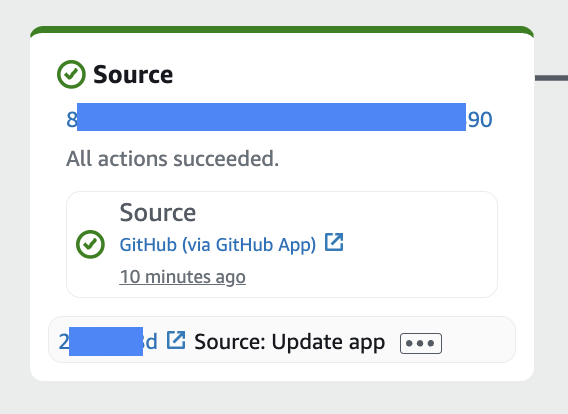 Source
8 90
All actions succeeded.
Source
GitHub (via GitHub App)
10 minutes ago
2 d Source: Update app